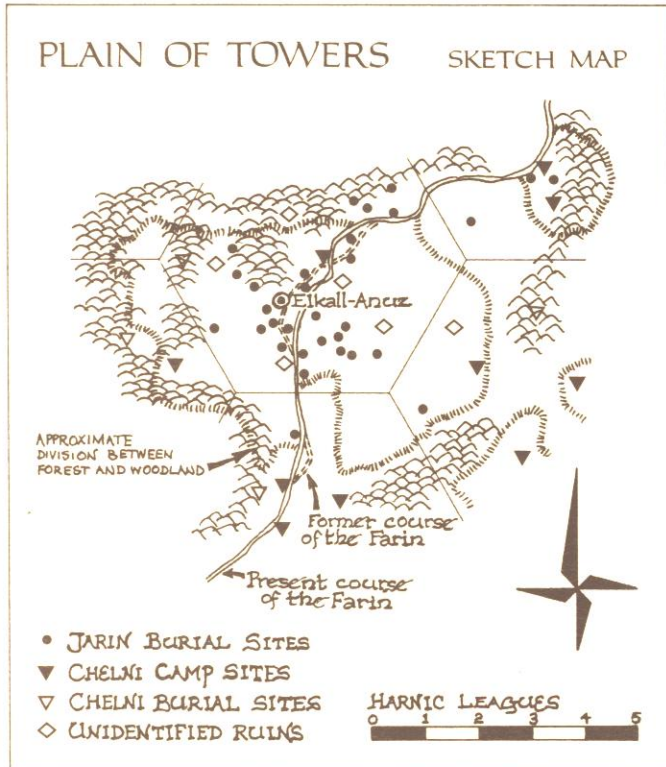 PLAIN OF TOWERS
SKETCH MAP
Elkall-Anuz
APPROXIMATE
DIVISION BETWEEN
FOREST AND WOODLAND
Former course
of the Farin
Present course
of the Farin
JARIN BURIAL SITES
CHELNI CAMP SITES
CHELNI BURIAL SITES
UNIDENTIFIED RUINS
HARNIC LEAGUES
0 1 2 3 4 5